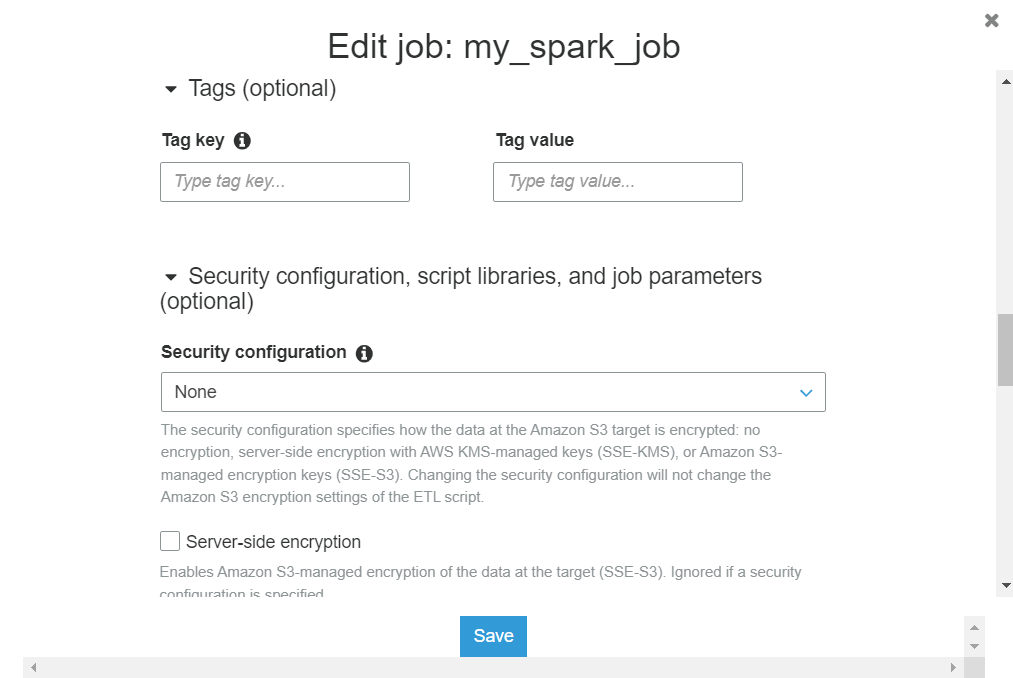 Edit job: my_spark_job
Tags (optional)
Tag key
Tag value
Type tag key...
Type tag value...
Security configuration, script libraries, and job parameters
(optional)
Security configuration
None
The security configuration specifies how the data at the Amazon S3 target is encrypted: no
encryption, server-side encryption with AWS KMS-managed keys (SSE-KMS), or Amazon S3-
managed encryption keys (SSE-S3). Changing the security configuration will not change the
Amazon S3 encryption settings of the ETL script.
Server-side encryption
Enables Amazon S3-managed encryption of the data at the target (SSE-S3). Ignored if a security
configuration is specified
Save